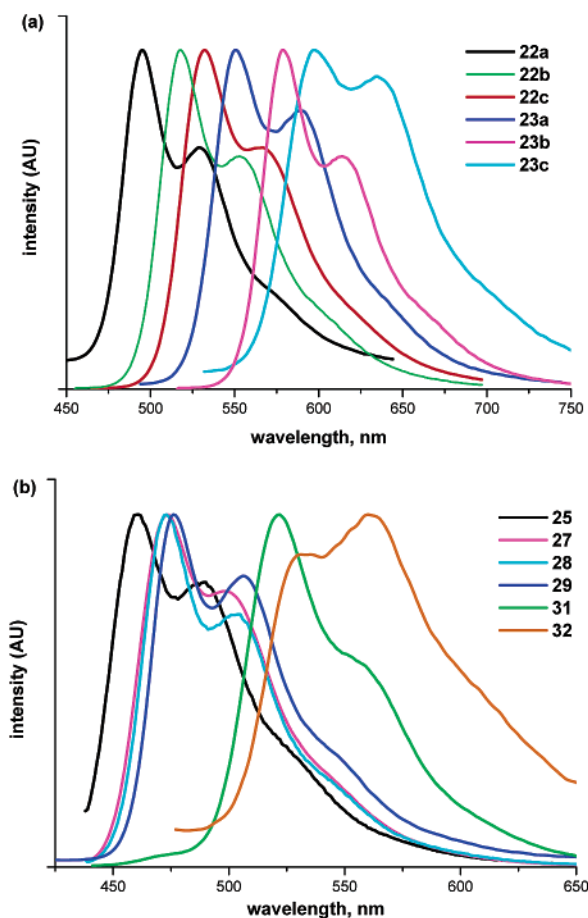 (a)
22a
22b
22c
23a
23b
23c
intensity (AU)
450 500 550 600 650 700 750
wavelength, nm
(b)
25
27
28
29
31
32
intensity (AU)
450 500 550 600 650
wavelength, nm